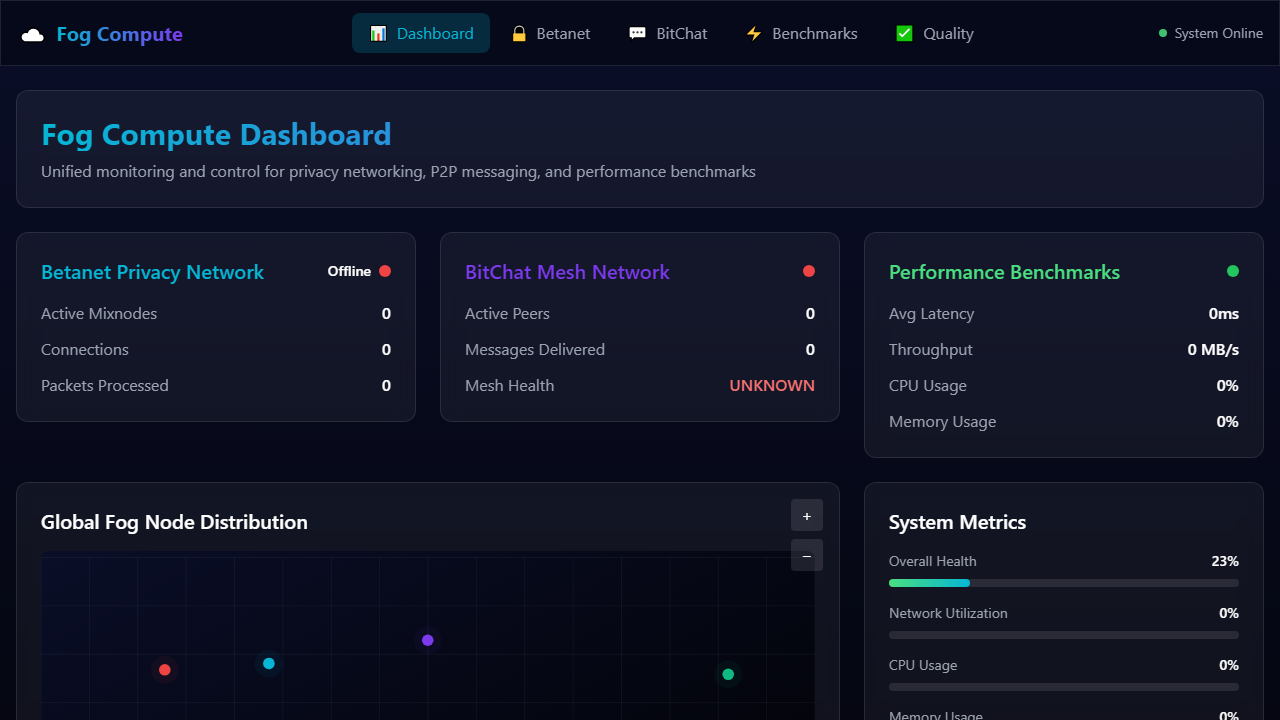 Fog Compute
Dashboard
Betanet
BitChat
Benchmarks
Quality
System Online
Fog Compute Dashboard
Unified monitoring and control for privacy networking, P2P messaging, and performance benchmarks
Betanet Privacy Network
Offline
Active Mixnodes 0
Connections 0
Packets Processed 0
BitChat Mesh Network
Active Peers 0
Messages Delivered 0
Mesh Health UNKNOWN
Performance Benchmarks
Avg Latency 0ms
Throughput 0 MB/s
CPU Usage 0%
Memory Usage 0%
Global Fog Node Distribution
+
−
System Metrics
Overall Health 23%
Network Utilization 0%
CPU Usage 0%
Memory Usage 0%